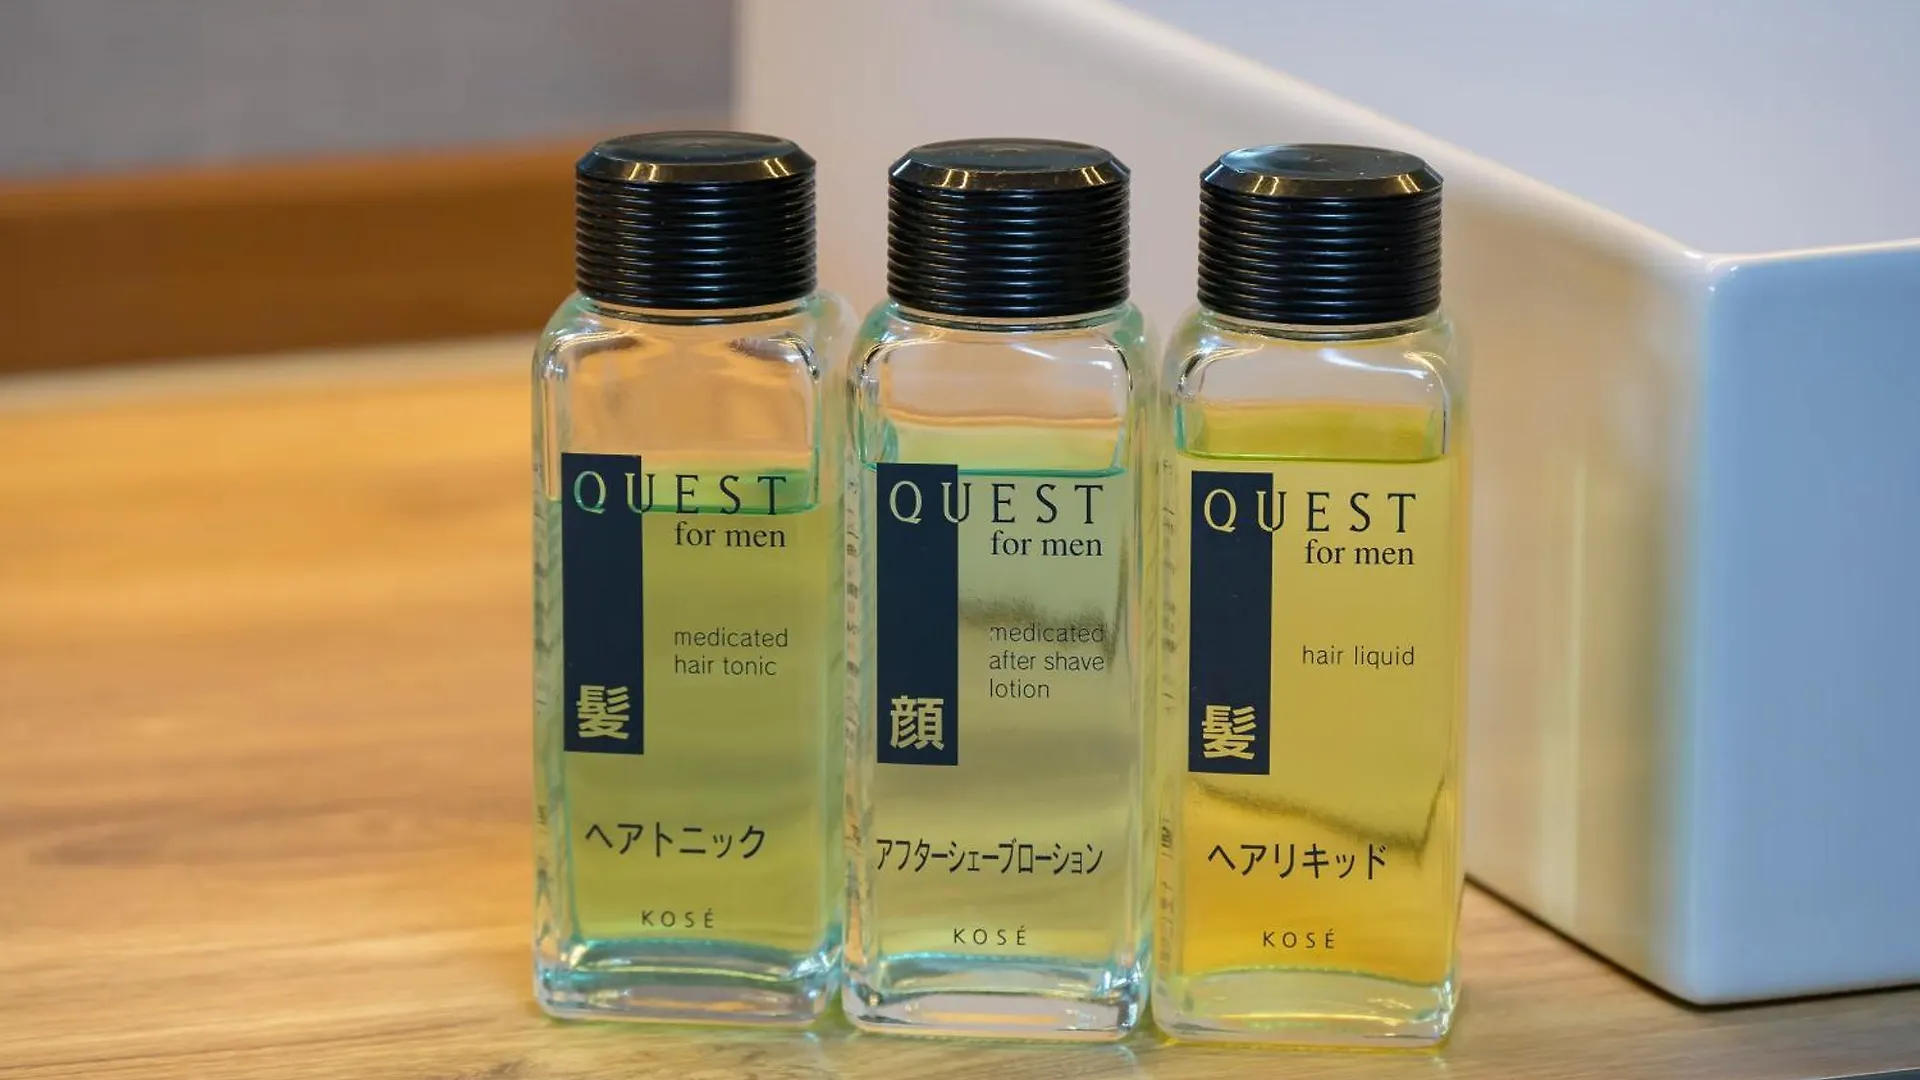 QUEST
for men
medicated
hair tonic
髪
ヘアトニック
KOSÉ
QUEST
for men
medicated
after shave
lotion
顔
アフターシェーブローション
KOSÉ
QUEST
for men
hair liquid
髪
ヘアリキッド
KOSÉ